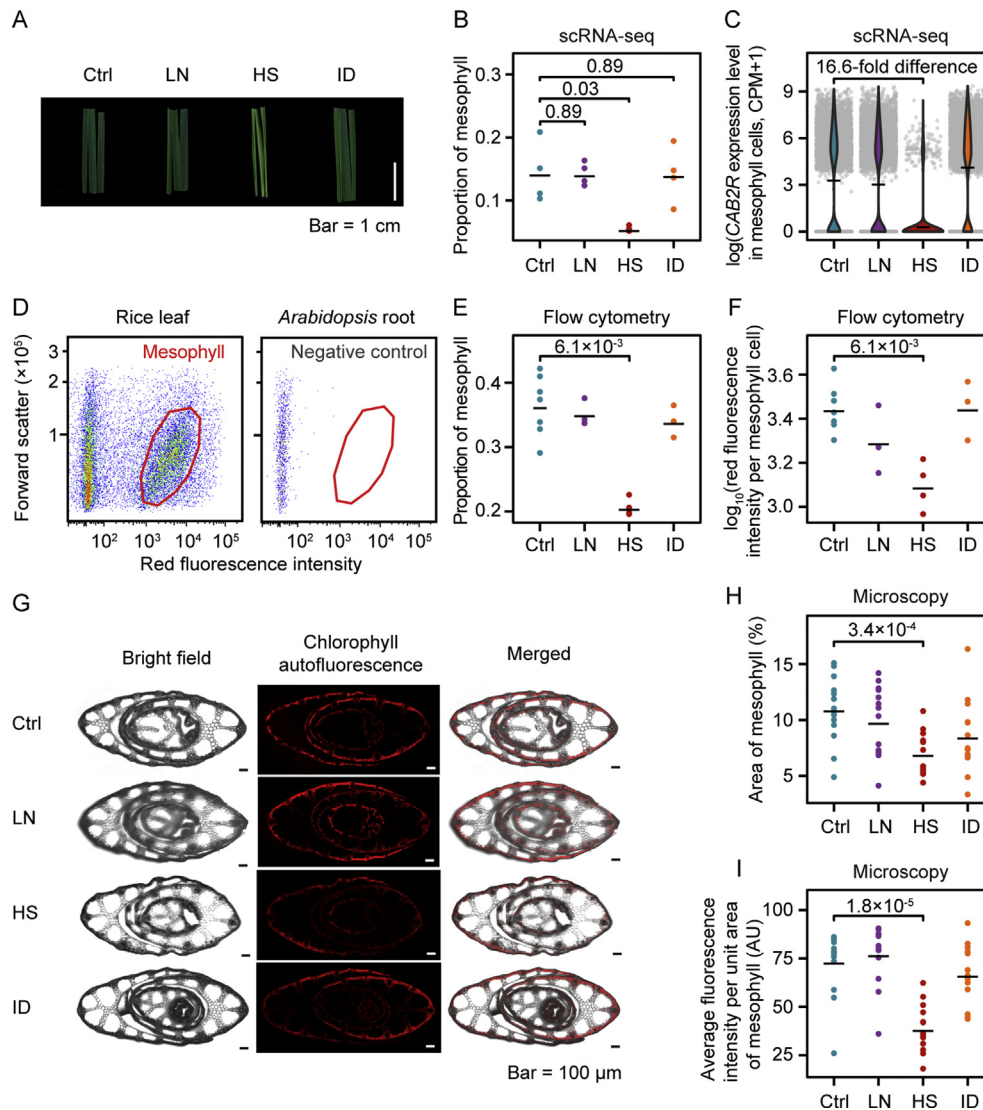 A
Ctrl LN HS ID
Bar = 1 cm
B
scRNA-seq
Proportion of mesophyll
0.3
0.2
0.1
0.89
0.03
0.89
Ctrl LN HS ID
C
scRNA-seq
16.6-fold difference
log(CAB2R expression level
in mesophyll cells, CPM+1)
9
6
3
0
Ctrl LN HS ID
D
Rice leaf
Arabidopsis root
Mesophyll
Negative control
Forward scatter (×10⁵)
3
2
1
10² 10³ 10⁴ 10⁵
10² 10³ 10⁴ 10⁵
Red fluorescence intensity
E
Flow cytometry
6.1×10⁻³
Proportion of mesophyll
0.4
0.3
0.2
Ctrl LN HS ID
F
Flow cytometry
6.1×10⁻³
log₁₀(red fluorescence
intensity per mesophyll cell)
3.6
3.4
3.2
3.0
Ctrl LN HS ID
G
Bright field
Chlorophyll
autofluorescence
Merged
Ctrl
LN
HS
ID
Bar = 100 µm
H
Microscopy
3.4×10⁻⁴
Area of mesophyll (%)
15
10
5
Ctrl LN HS ID
I
Microscopy
1.8×10⁻⁵
Average fluorescence
intensity per unit area
of mesophyll (AU)
100
75
50
25
Ctrl LN HS ID